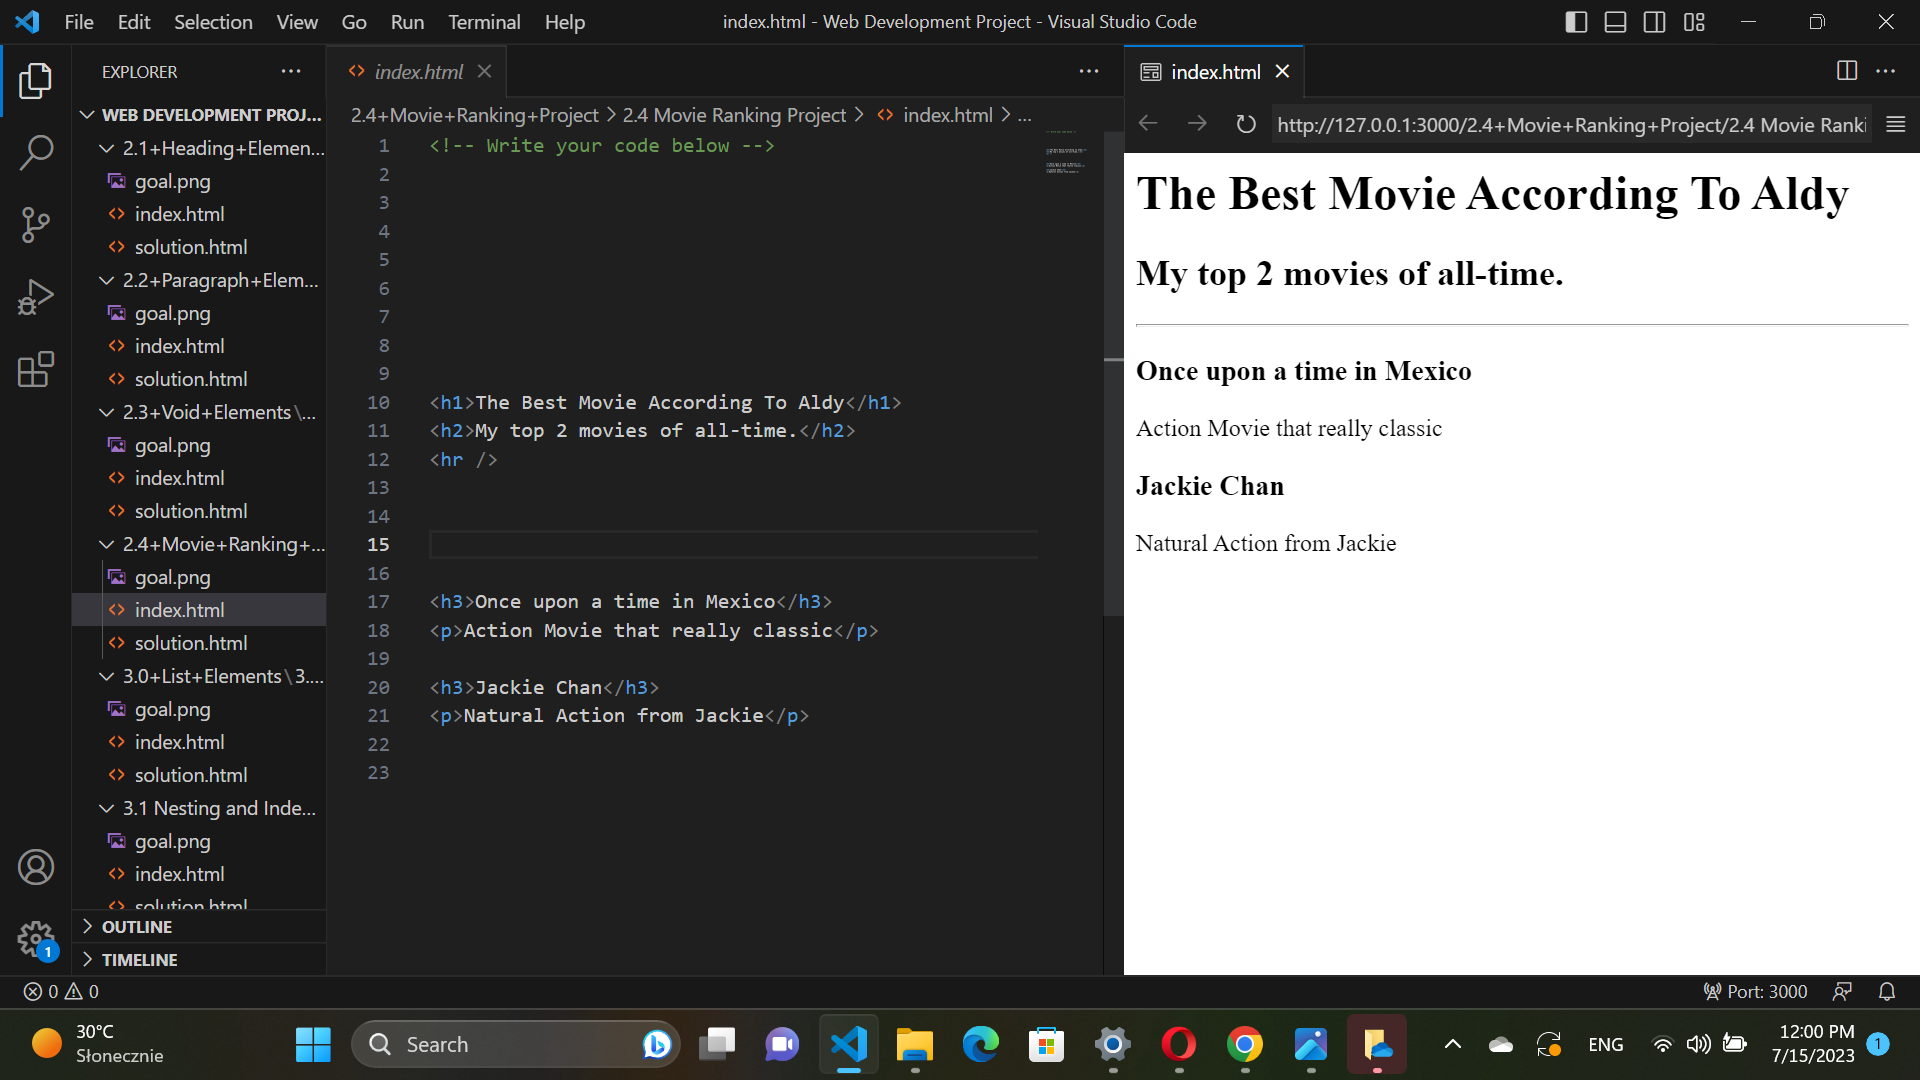 File Edit Selection View Go Run Terminal Help
index.html - Web Development Project - Visual Studio Code
EXPLORER
WEB DEVELOPMENT PROJ...
2.1+Heading+Elemen...
goal.png
index.html
solution.html
2.2+Paragraph+Elem...
goal.png
index.html
solution.html
2.3+Void+Elements\...
goal.png
index.html
solution.html
2.4+Movie+Ranking+...
goal.png
index.html
solution.html
3.0+List+Elements\3....
goal.png
index.html
solution.html
3.1 Nesting and Inde...
goal.png
index.html
solution.html
OUTLINE
TIMELINE
index.html
2.4+Movie+Ranking+Project > 2.4 Movie Ranking Project > index.html > ...
1 <!-- Write your code below -->
2
3
4
5
6
7
8
9
10 <h1>The Best Movie According To Aldy</h1>
11 <h2>My top 2 movies of all-time.</h2>
12 <hr />
13
14
15
16
17 <h3>Once upon a time in Mexico</h3>
18 <p>Action Movie that really classic</p>
19
20 <h3>Jackie Chan</h3>
21 <p>Natural Action from Jackie</p>
22
23
index.html
http://127.0.0.1:3000/2.4+Movie+Ranking+Project/2.4 Movie Ranki
The Best Movie According To Aldy
My top 2 movies of all-time.
Once upon a time in Mexico
Action Movie that really classic
Jackie Chan
Natural Action from Jackie
1
0 0
Port: 3000
30°C
Słonecznie
Search
ENG
12:00 PM
7/15/2023
1